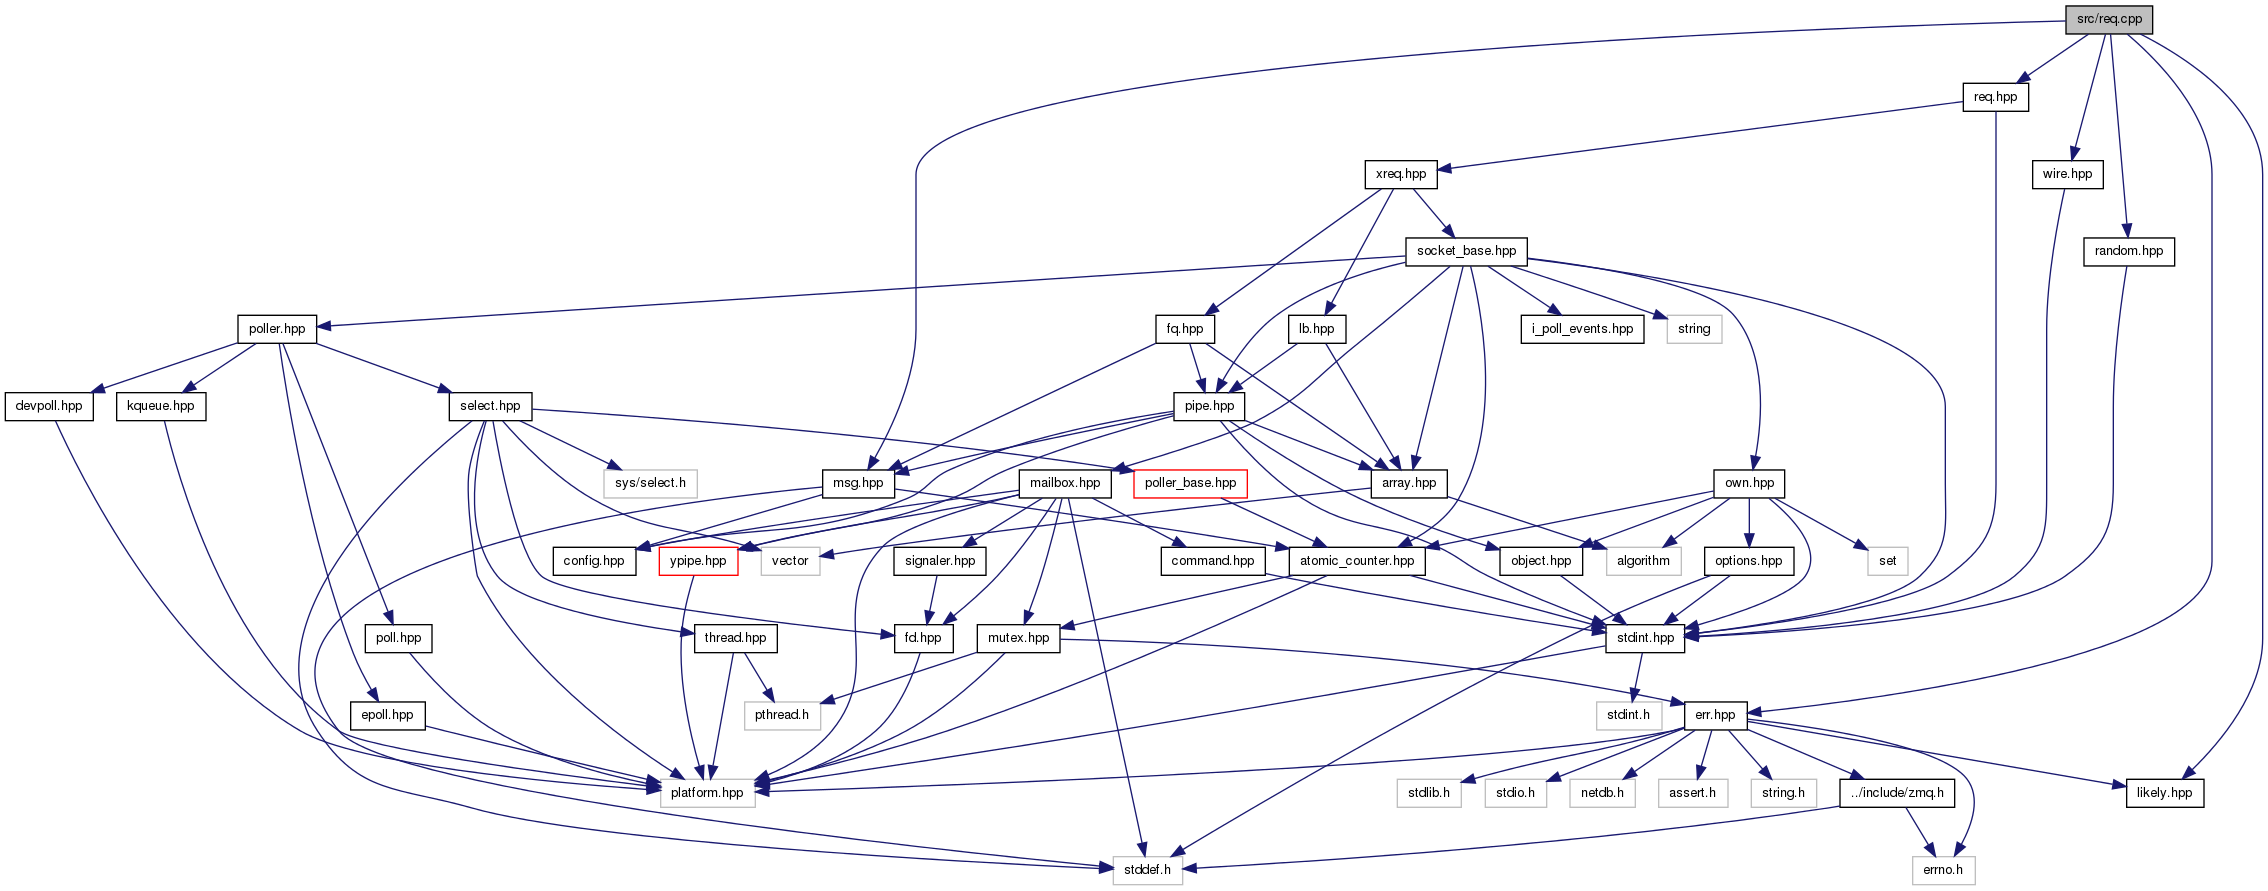 src/req.cpp
req.hpp
xreq.hpp
wire.hpp
socket_base.hpp
random.hpp
poller.hpp
fq.hpp
lb.hpp
i_poll_events.hpp
string
devpoll.hpp
kqueue.hpp
select.hpp
pipe.hpp
sys/select.h
msg.hpp
mailbox.hpp
poller_base.hpp
array.hpp
own.hpp
config.hpp
ypipe.hpp
vector
signaler.hpp
command.hpp
atomic_counter.hpp
object.hpp
algorithm
options.hpp
set
poll.hpp
thread.hpp
fd.hpp
mutex.hpp
stdint.hpp
epoll.hpp
pthread.h
stdint.h
err.hpp
platform.hpp
stdlib.h
stdio.h
netdb.h
assert.h
string.h
../include/zmq.h
likely.hpp
stddef.h
errno.h